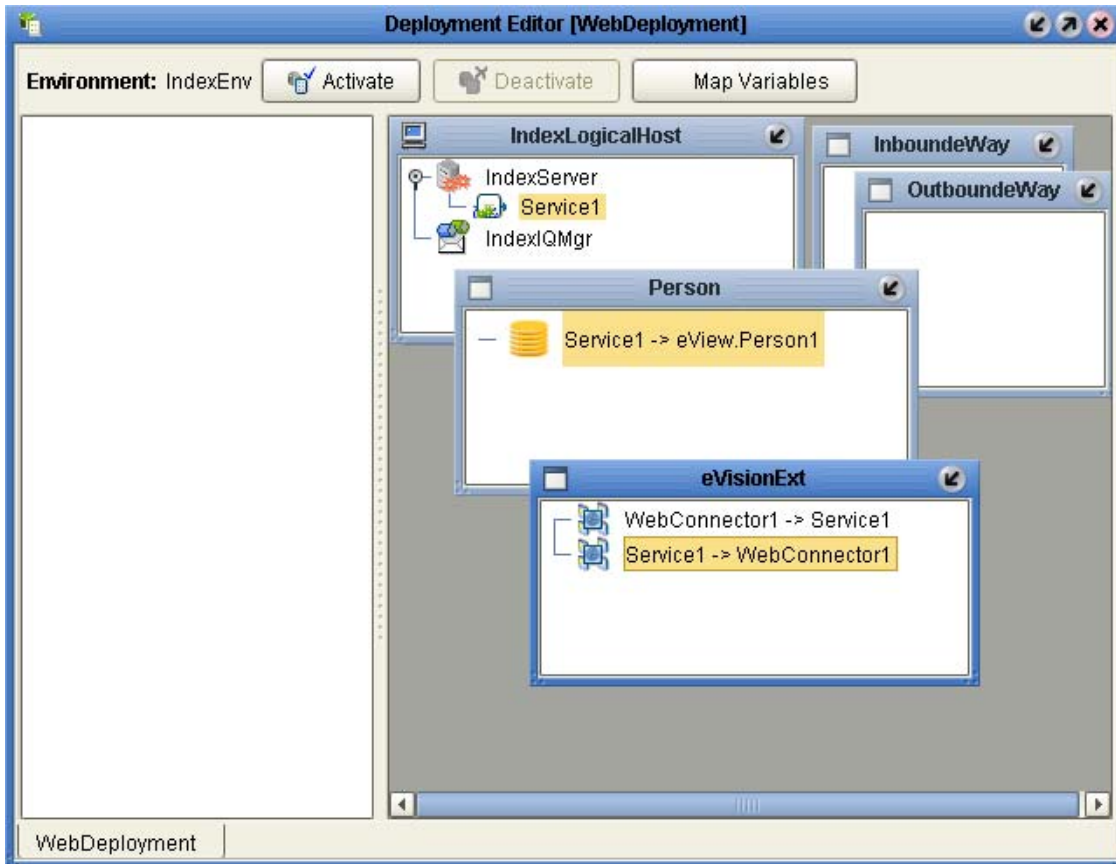 Deployment Editor [WebDeployment]
Environment: IndexEnv Activate Deactivate Map Variables
IndexLogicalHost
IndexServer
Service1
IndexIQMgr
InboundeWay
OutboundeWay
Person
Service1 -> eView.Person1
eVisionExt
WebConnector1 -> Service1
Service1 -> WebConnector1
WebDeployment